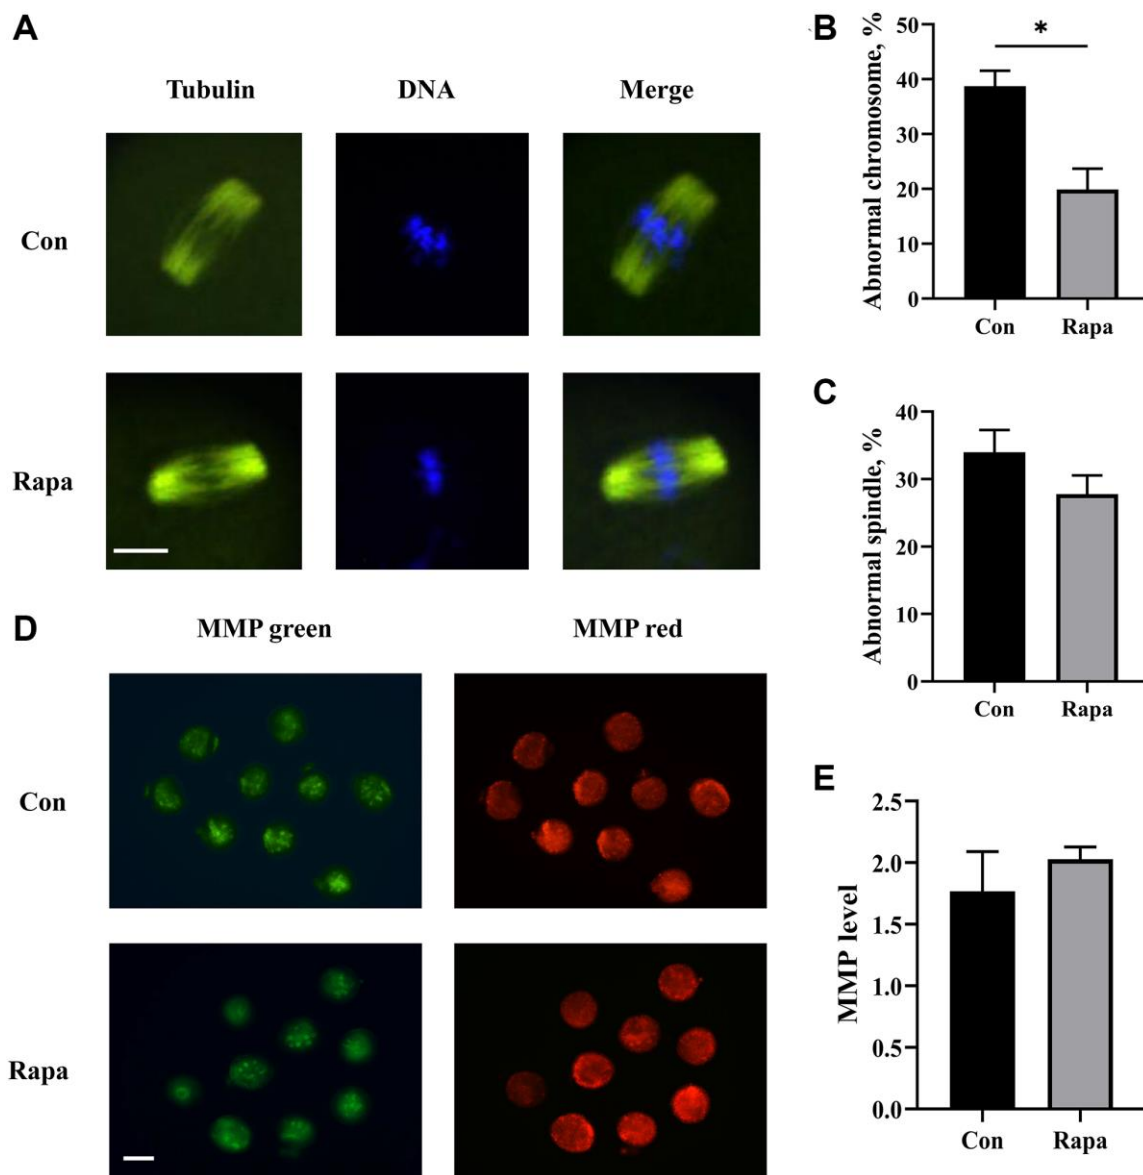 A
Tubulin DNA Merge
Con
Rapa
B
Abnormal chromosome, %
50
40
30
20
10
0
*
Con Rapa
C
Abnormal spindle, %
40
30
20
10
0
Con Rapa
D
MMP green MMP red
Con
Rapa
E
MMP level
2.5
2.0
1.5
1.0
0.5
0.0
Con Rapa